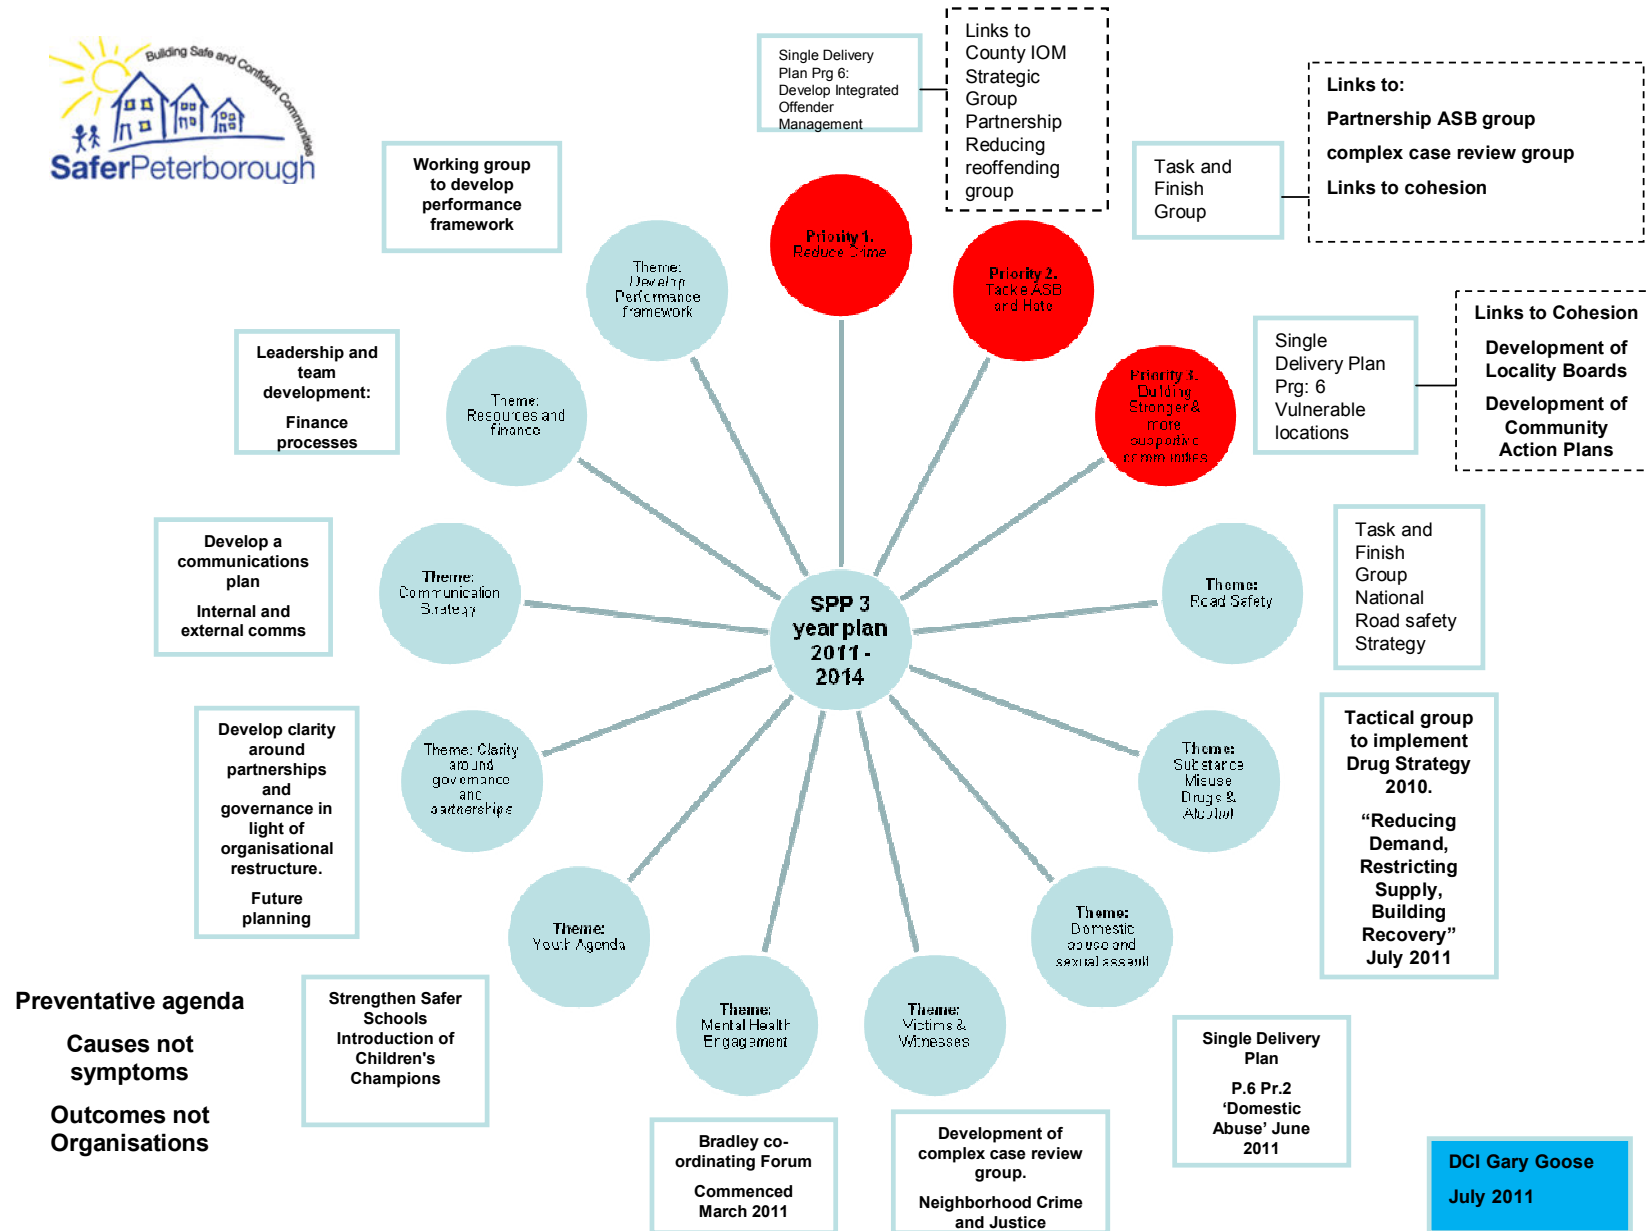 Building Safe and Confident Communities
SaferPeterborough
Single Delivery
Plan Prg 6:
Develop Integrated
Offender
Management
Links to
County IOM
Strategic
Group
Partnership
Reducing
reoffending
group
Links to:
Partnership ASB group
complex case review group
Links to cohesion
Task and
Finish
Group
Working group
to develop
performance
framework
Theme:
Develop
Performance
framework
Priority 1.
Reduce Crime
Priority 2.
Tackle ASB
and Hate
Priority 3.
Building
Stronger &
more
supportive
communities
Single
Delivery Plan
Prg: 6
Vulnerable
locations
Links to Cohesion
Development of
Locality Boards
Development of
Community
Action Plans
Leadership and
team
development:
Finance
processes
Theme:
Resources and
finance
Develop a
communications
plan
Internal and
external comms
Theme:
Communication
Strategy
SPP 3
year plan
2011 -
2014
Theme:
Road Safety
Task and
Finish
Group
National
Road safety
Strategy
Develop clarity
around
partnerships
and
governance in
light of
organisational
restructure.
Future
planning
Theme: Clarity
around
governance
and
partnerships
Theme:
Substance
Misuse
Drugs &
Alcohol
Tactical group
to implement
Drug Strategy
2010.
“Reducing
Demand,
Restricting
Supply,
Building
Recovery”
July 2011
Theme:
Youth Agenda
Theme:
Mental Health
Engagement
Theme:
Victims &
Witnesses
Theme:
Domestic
abuse and
sexual assault
Preventative agenda
Causes not
symptoms
Outcomes not
Organisations
Strengthen Safer
Schools
Introduction of
Children's
Champions
Bradley co-
ordinating Forum
Commenced
March 2011
Development of
complex case review
group.
Neighborhood Crime
and Justice
Single Delivery
Plan
P.6 Pr.2
‘Domestic
Abuse’ June
2011
DCI Gary Goose
July 2011